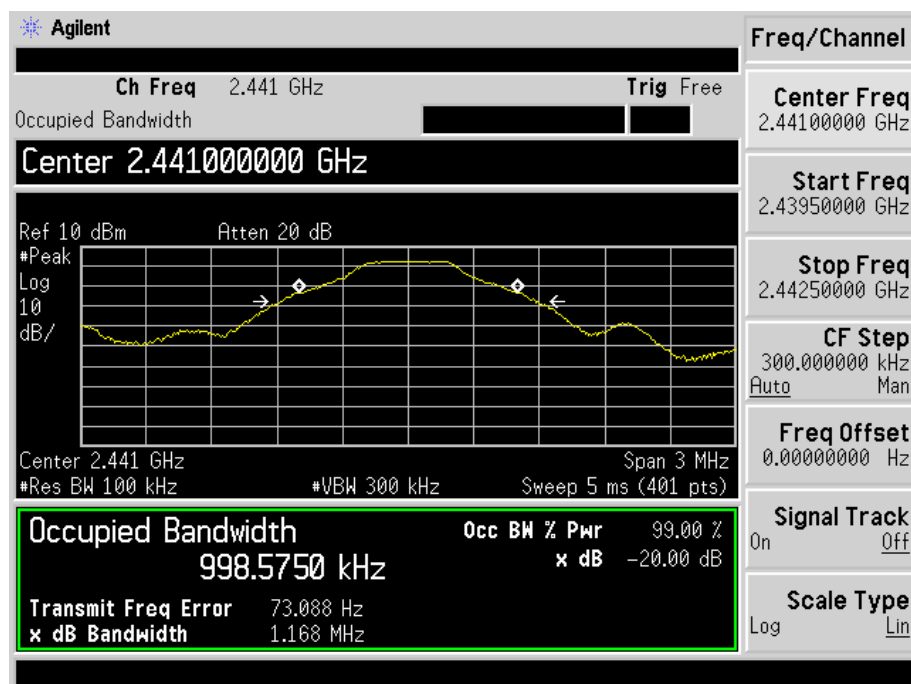 Agilent
Ch Freq 2.441 GHz Trig Free
Occupied Bandwidth
Center 2.441000000 GHz
Ref 10 dBm Atten 20 dB
#Peak
Log
10
dB/
Center 2.441 GHz Span 3 MHz
#Res BW 100 kHz #VBW 300 kHz Sweep 5 ms (401 pts)
Occupied Bandwidth Occ BW % Pwr 99.00 %
998.5750 kHz x dB -20.00 dB
Transmit Freq Error 73.088 Hz
x dB Bandwidth 1.168 MHz
Freq/Channel
Center Freq
2.44100000 GHz
Start Freq
2.43950000 GHz
Stop Freq
2.44250000 GHz
CF Step
300.000000 kHz
Auto Man
Freq Offset
0.00000000 Hz
Signal Track
On Off
Scale Type
Log Lin